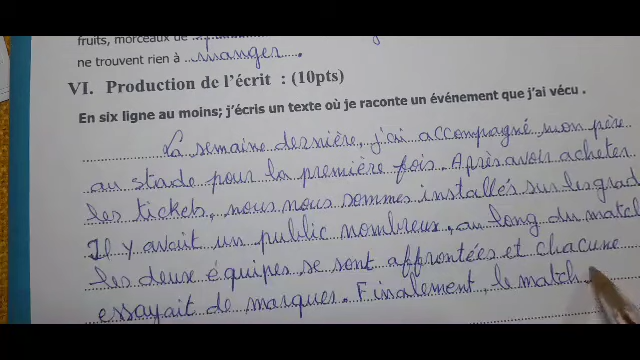 fruits, morceaux de
ne trouvent rien à manger.
VI. Production de l'écrit : (10pts)
En six ligne au moins; j'écris un texte où je raconte un événement que j'ai vécu .
La semaine dernière, j'ai accompagné mon père
au stade pour la première fois. Après avoir acheter
les tickets, nous nous sommes installés sur les grad
Il y avait un public nombreux, au long du match
les deux équipes se sont affrontées et chacune
essayait de marquer. Finalement, le match